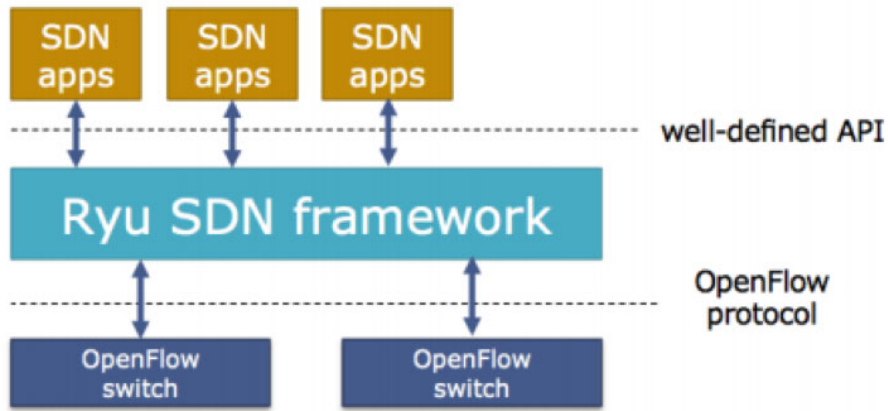 SDN
apps
SDN
apps
SDN
apps
well-defined API
Ryu SDN framework
OpenFlow
protocol
OpenFlow
switch
OpenFlow
switch